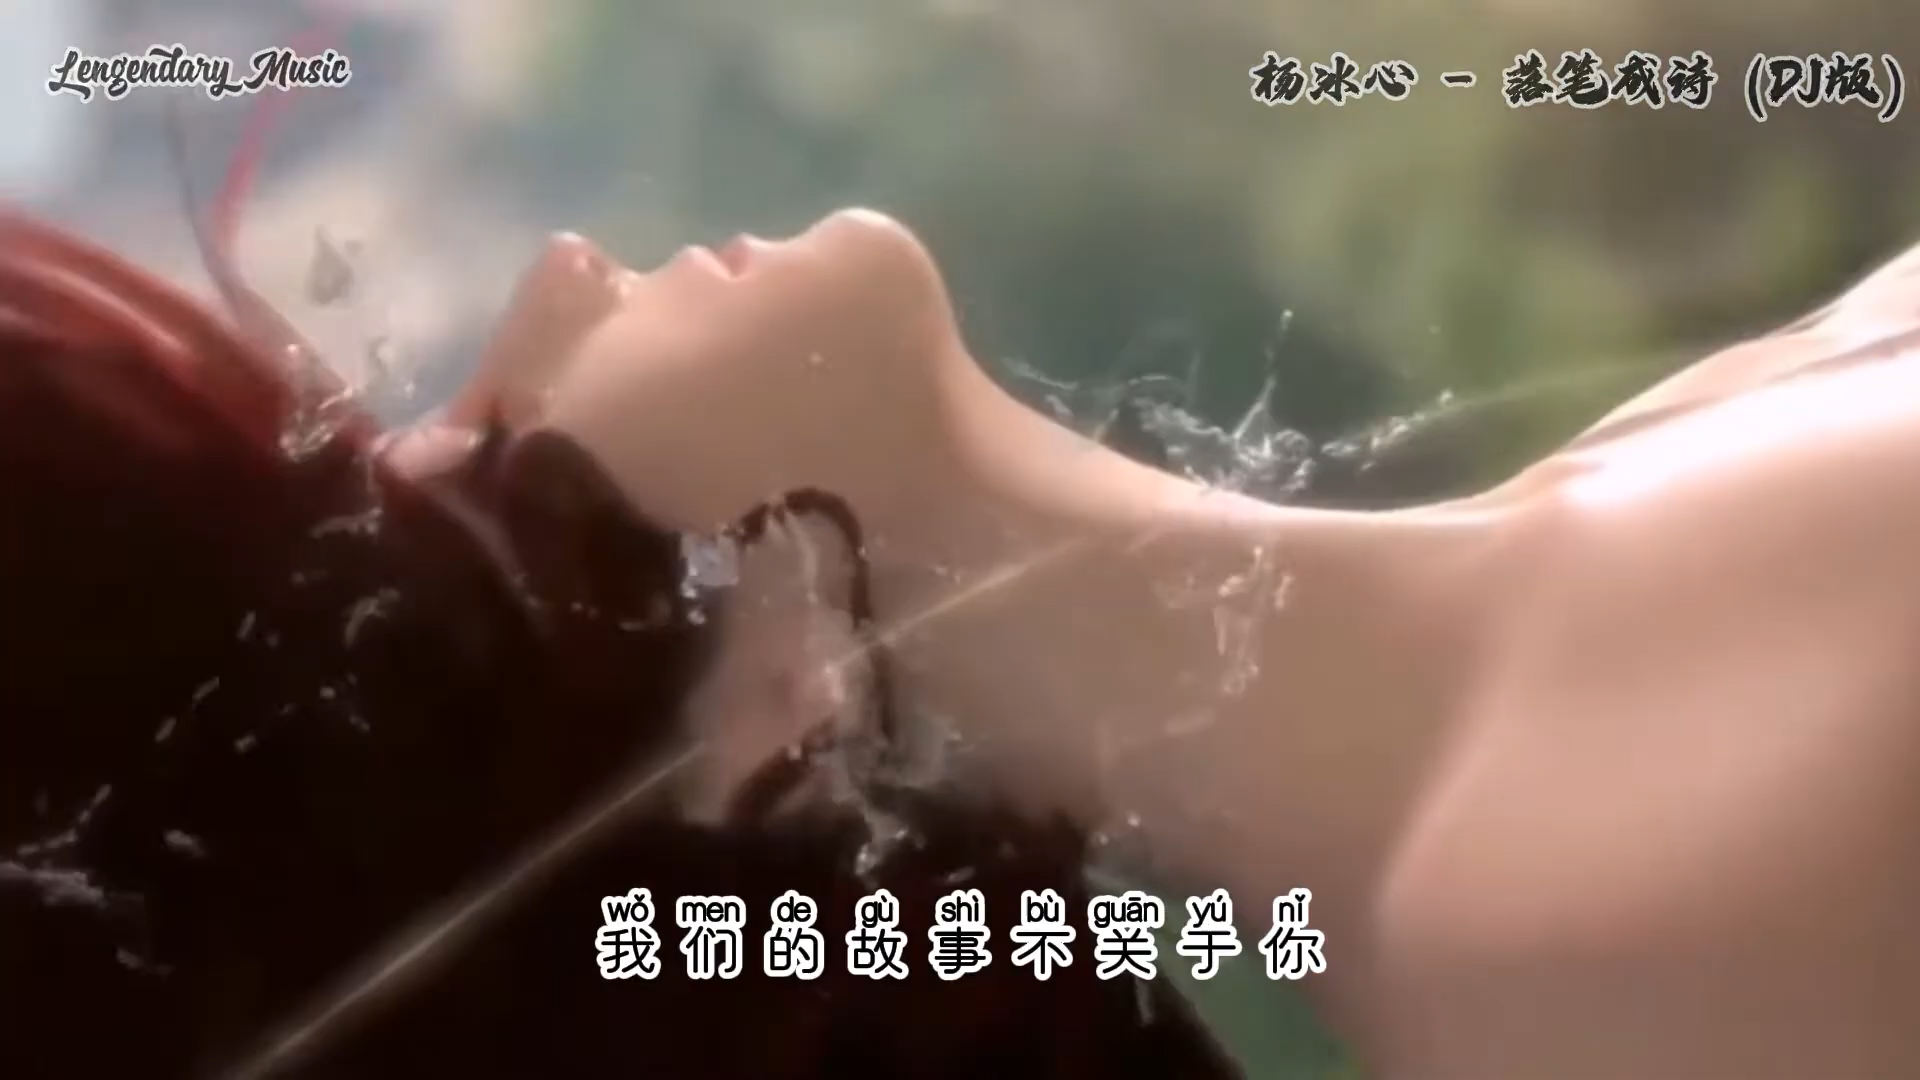 Lengendary_Music
杨冰心 - 落笔成诗 (DJ版)
wǒ men de gù shì bù guān yú nǐ
我们的故事不关于你